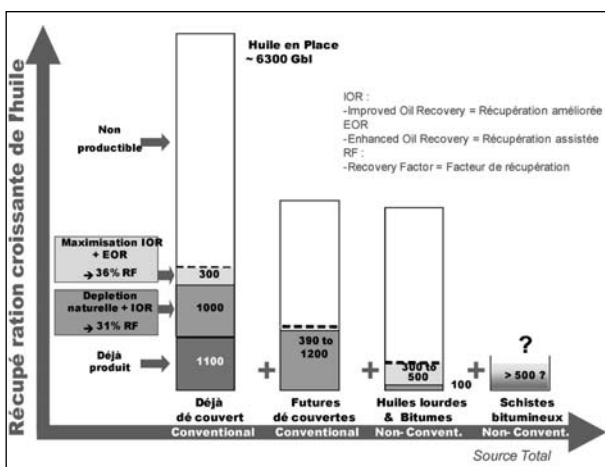 Récupé ration croissante de l'huile
Huile en Place
~ 6300 Gbl
IOR :
-Improved Oil Recovery = Récupération améliorée
EOR
-Enhanced Oil Recovery = Récupération assistée
RF :
-Recovery Factor = Facteur de récupération
Non
productible
Maximisation IOR
+ EOR
→ 36% RF
300
Depletion
naturelle + IOR
→ 31% RF
1000
Déjà
produit
1100
+
390 to
1200
+
300 to
500
100
+
?
> 500 ?
Déjà
dé couvert
Conventional
Futures
dé couvertes
Conventional
Huiles lourdes
& Bitumes
Non-Convent.
Schistes
bitumineux
Non-Convent.
Source Total